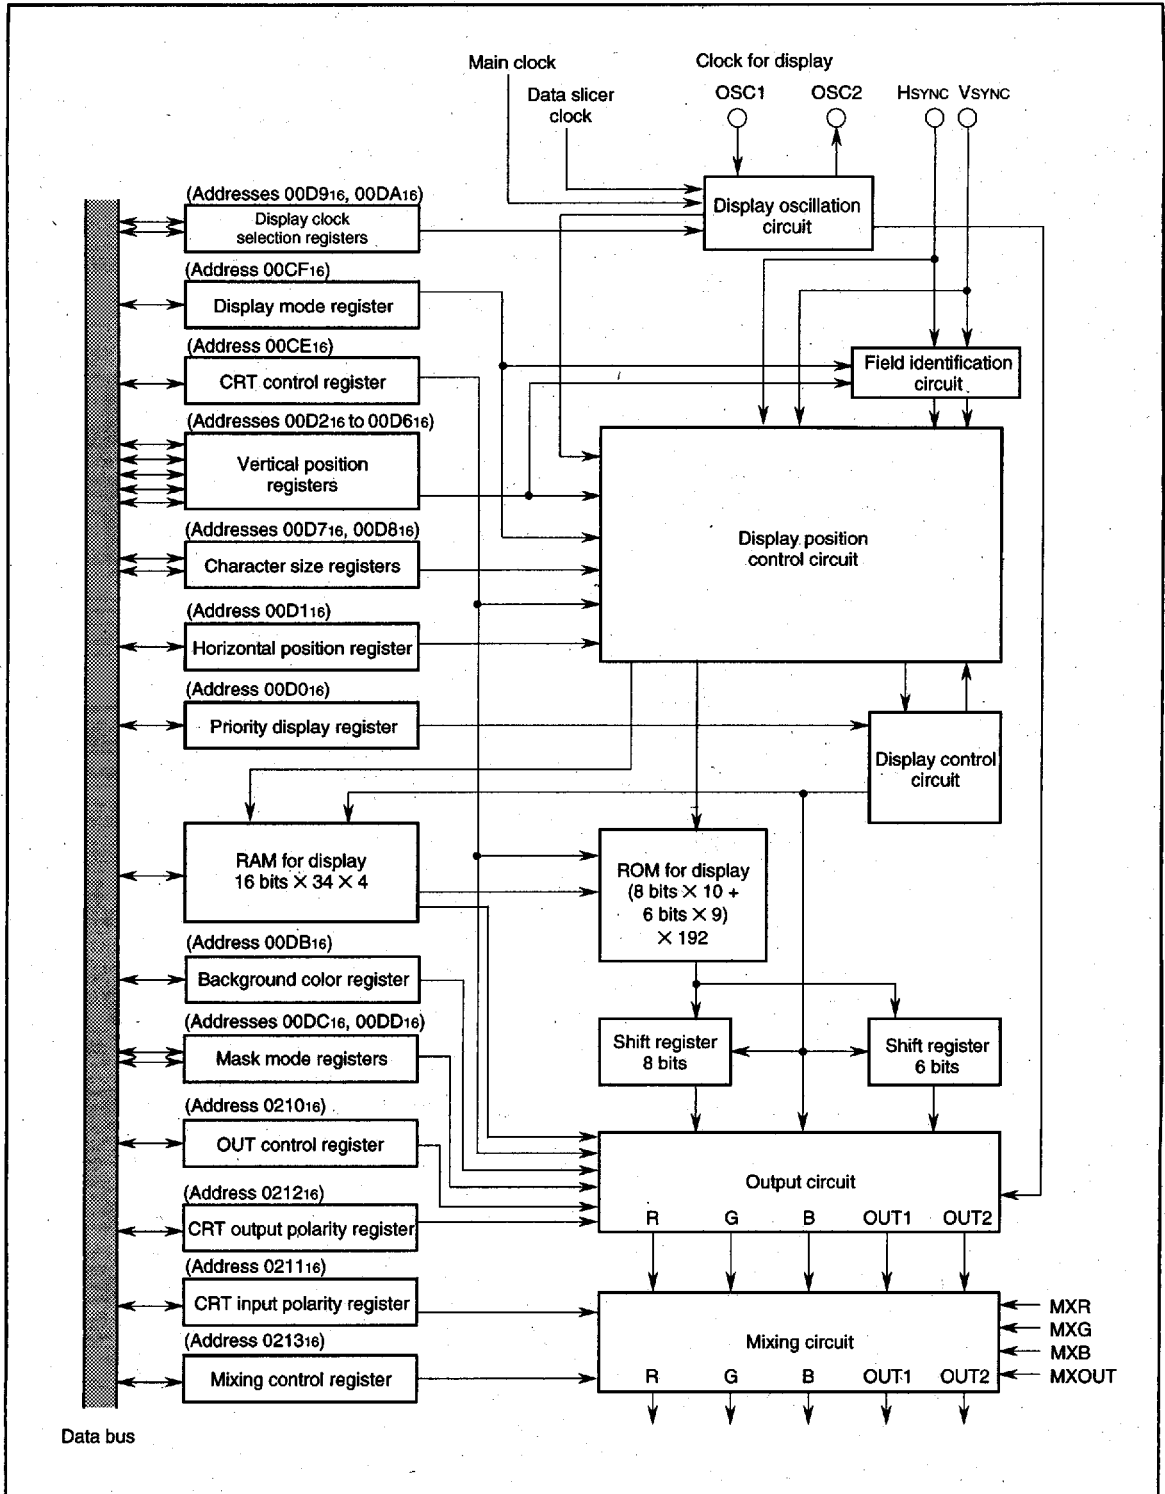 Main clock
Data slicer
clock
Clock for display
OSC1 OSC2 HSYNC VSYNC
Display oscillation
circuit
(Addresses 00D916, 00DA16)
Display clock
selection registers
(Address 00CF16)
Display mode register
(Address 00CE16)
CRT control register
Field identification
circuit
(Addresses 00D216 to 00D616)
Vertical position
registers
(Addresses 00D716, 00D816)
Character size registers
Display position
control circuit
(Address 00D116)
Horizontal position register
(Address 00D016)
Priority display register
Display control
circuit
RAM for display
16 bits × 34 × 4
ROM for display
(8 bits × 10 +
6 bits × 9)
× 192
(Address 00DB16)
Background color register
(Addresses 00DC16, 00DD16)
Mask mode registers
Shift register
8 bits
Shift register
6 bits
(Address 021016)
OUT control register
(Address 021216)
CRT output polarity register
Output circuit
R G B OUT1 OUT2
(Address 021116)
CRT input polarity register
(Address 021316)
Mixing control register
Mixing circuit
R G B OUT1 OUT2
MXR
MXG
MXB
MXOUT
Data bus